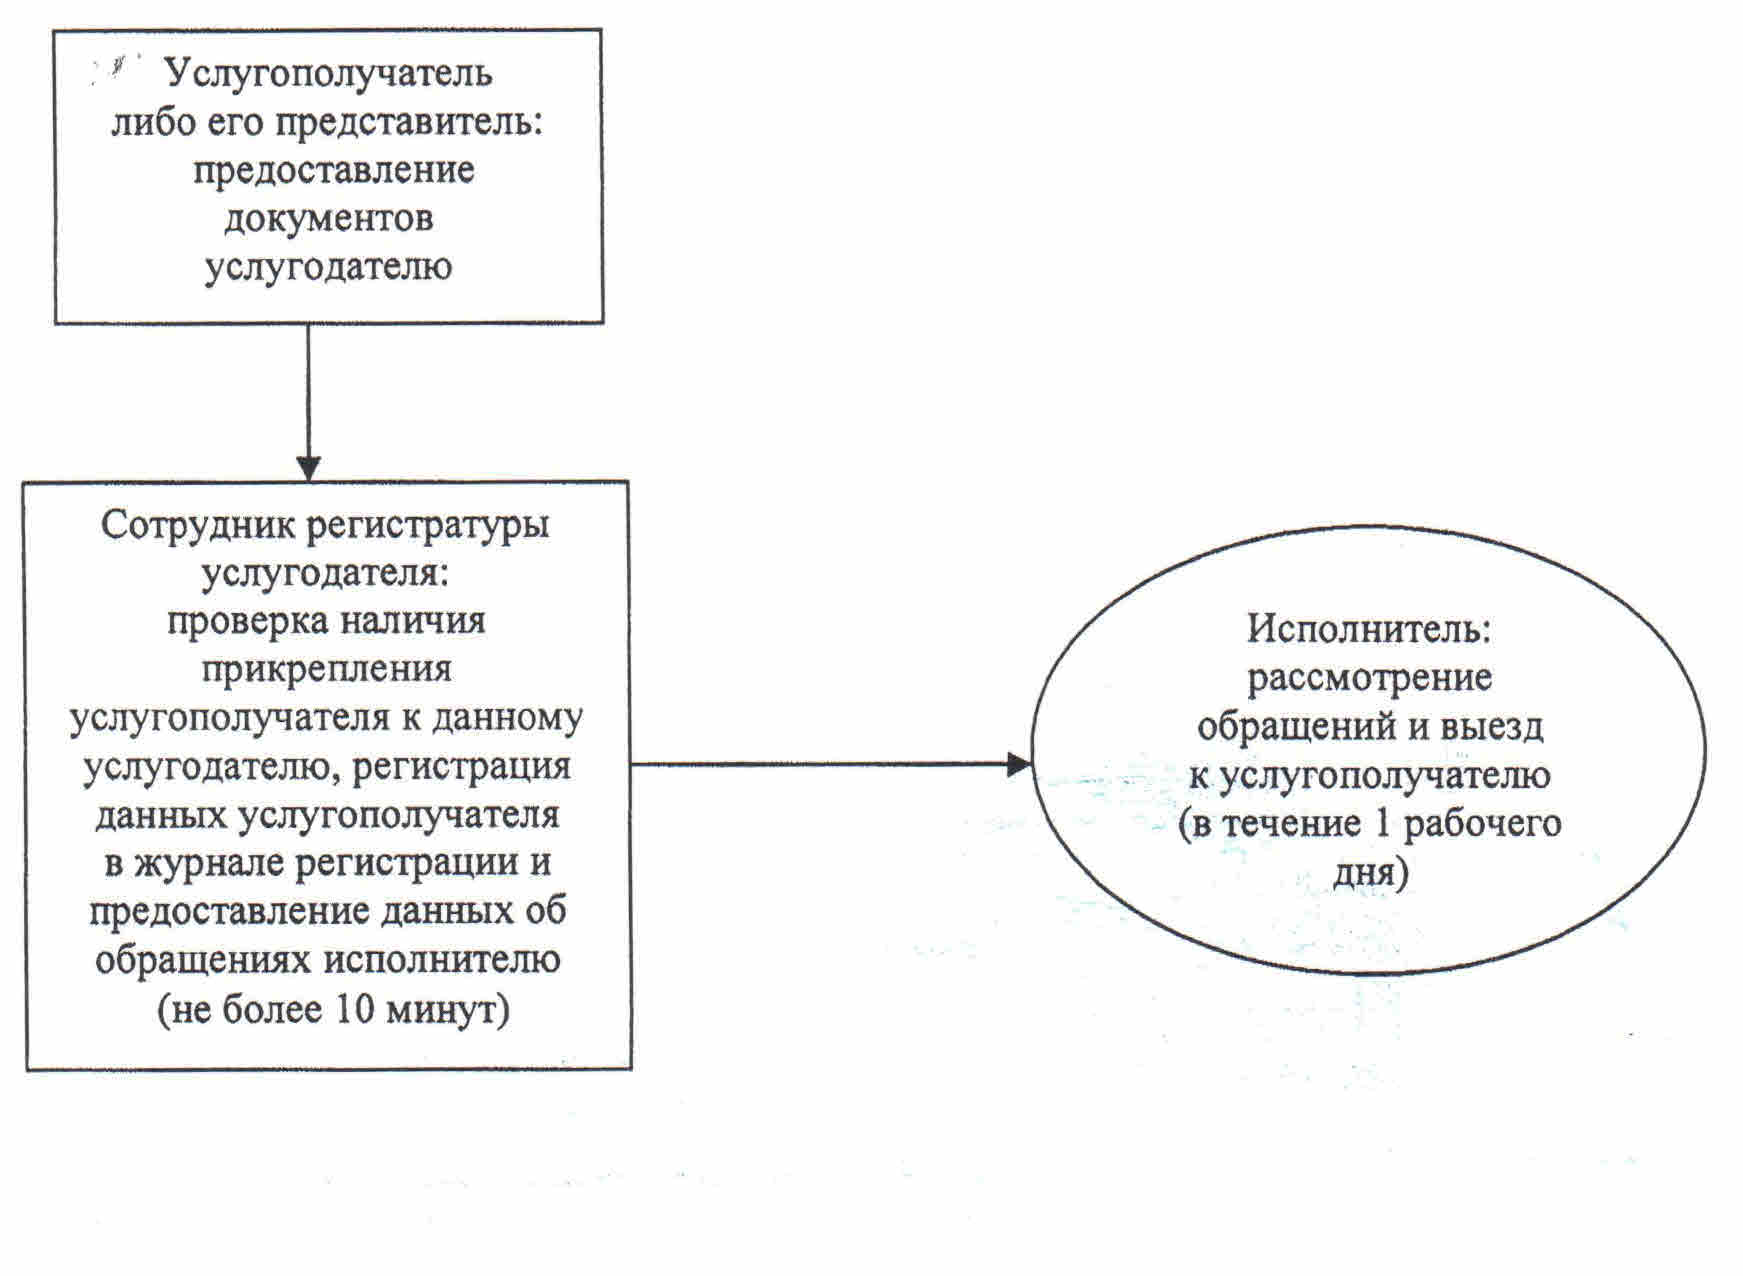 Услугополучатель
либо его представитель:
предоставление
документов
услугодателю
Сотрудник регистратуры
услугодателя:
проверка наличия
прикрепления
услугополучателя к данному
услугодателю, регистрация
данных услугополучателя
в журнале регистрации и
предоставление данных об
обращениях исполнителю
(не более 10 минут)
Исполнитель:
рассмотрение
обращений и выезд
к услугополучателю
(в течение 1 рабочего
дня)